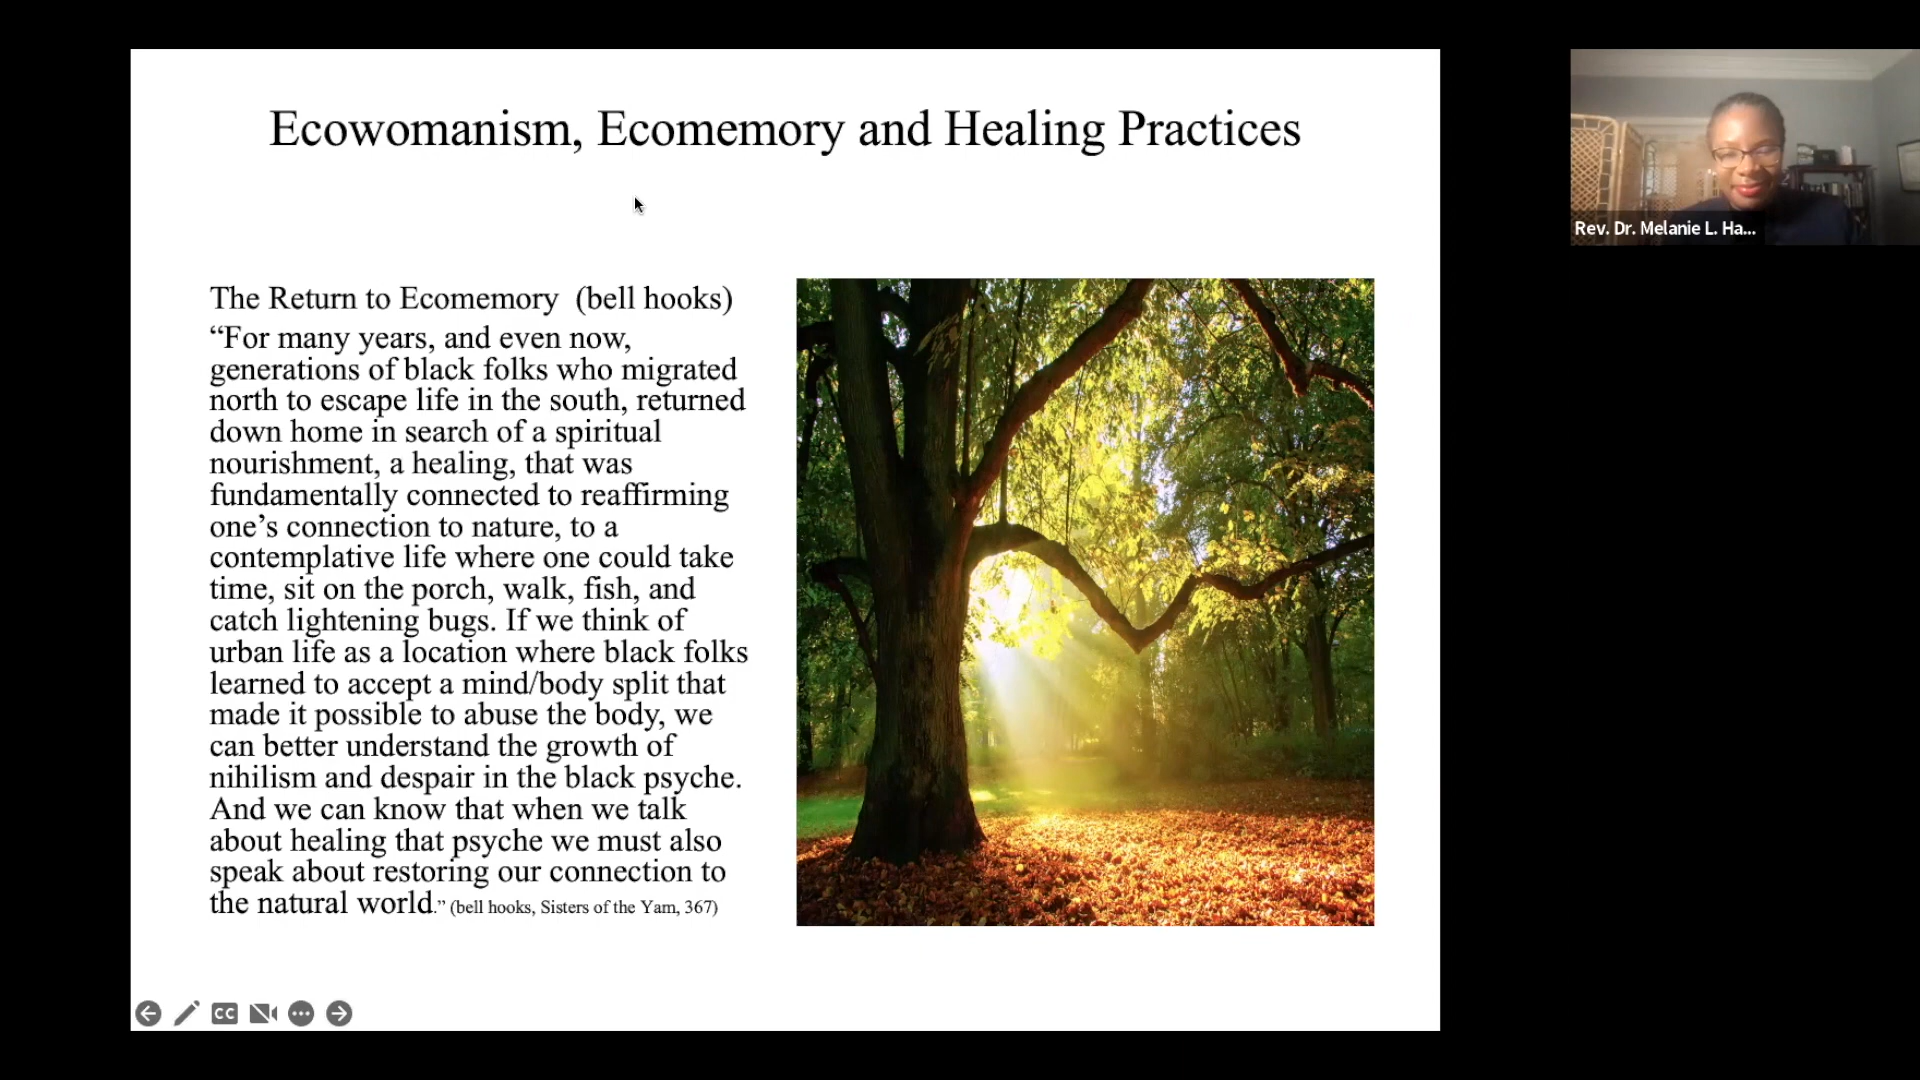 Ecowomanism, Ecomemory and Healing Practices
The Return to Ecomemory (bell hooks)
“For many years, and even now,
generations of black folks who migrated
north to escape life in the south, returned
down home in search of a spiritual
nourishment, a healing, that was
fundamentally connected to reaffirming
one’s connection to nature, to a
contemplative life where one could take
time, sit on the porch, walk, fish, and
catch lightening bugs. If we think of
urban life as a location where black folks
learned to accept a mind/body split that
made it possible to abuse the body, we
can better understand the growth of
nihilism and despair in the black psyche.
And we can know that when we talk
about healing that psyche we must also
speak about restoring our connection to
the natural world.” (bell hooks, Sisters of the Yam, 367)
CC
Rev. Dr. Melanie L. Ha...